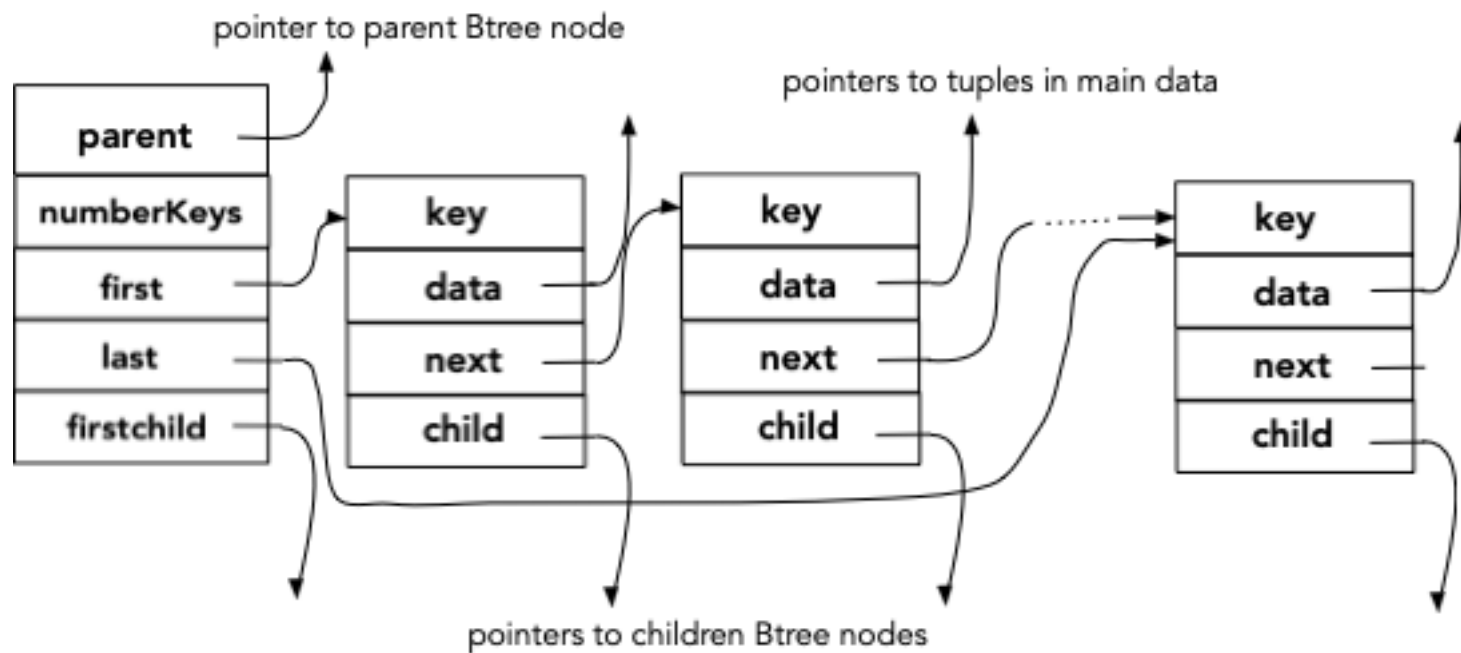 pointer to parent Btree node
pointers to tuples in main data
parent
numberKeys
first
last
firstchild
key
data
next
child
key
data
next
child
key
data
next
child
pointers to children Btree nodes